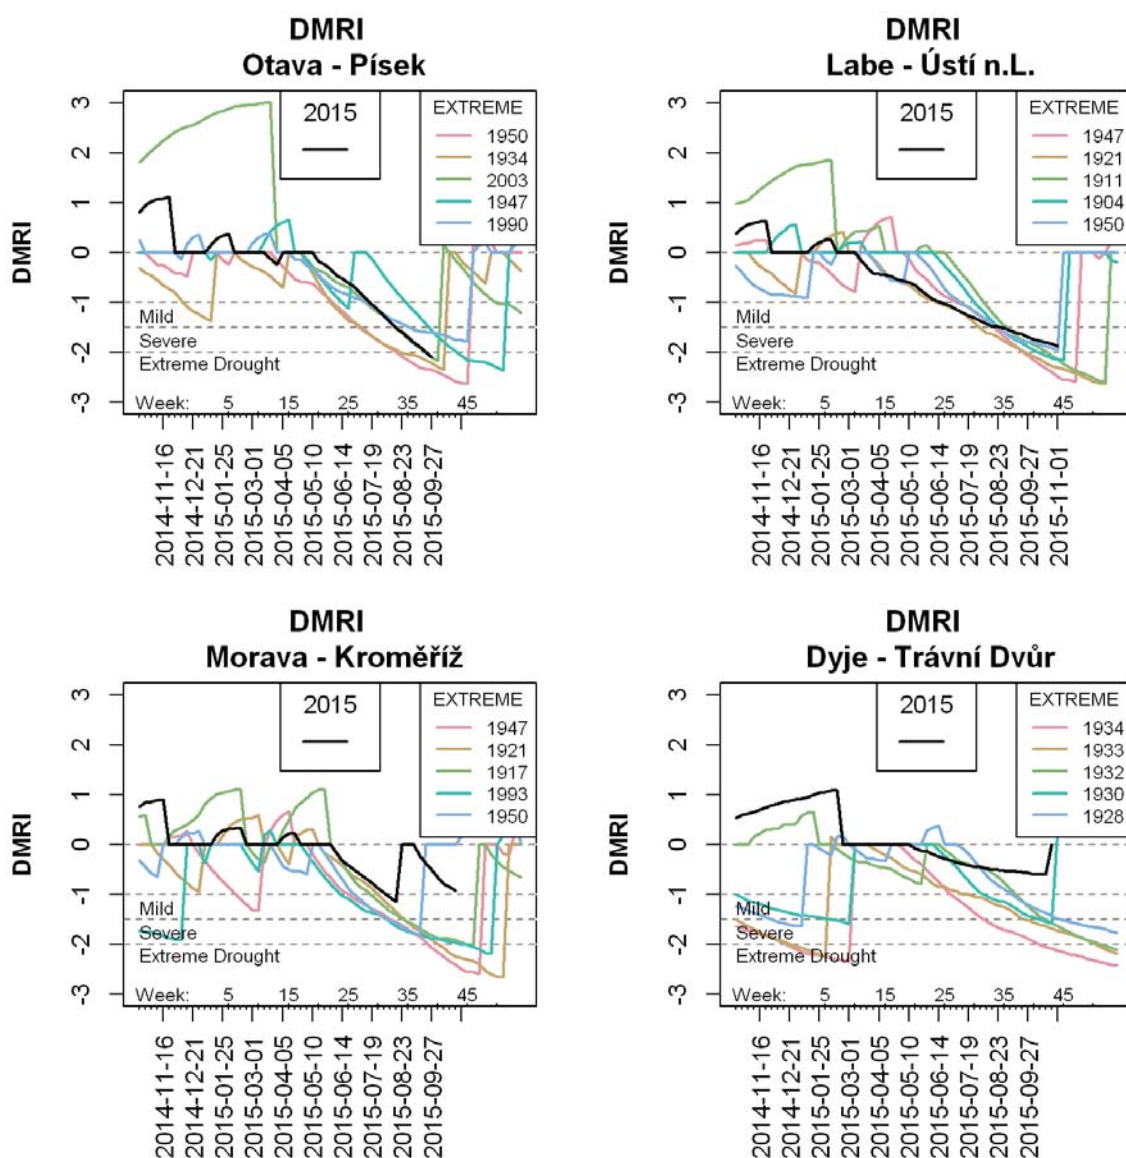 DMRI
Otava - Písek
DMRI
3
2
1
0
-1
-2
-3
2015
EXTREME
1950
1934
2003
1947
1990
Mild
Severe
Extreme Drought
Week: 5 15 25 35 45
2014-11-16
2014-12-21
2015-01-25
2015-03-01
2015-04-05
2015-05-10
2015-06-14
2015-07-19
2015-08-23
2015-09-27
DMRI
Labe - Ústí n.L.
DMRI
3
2
1
0
-1
-2
-3
2015
EXTREME
1947
1921
1911
1904
1950
Mild
Severe
Extreme Drought
Week: 5 15 25 35 45
2014-11-16
2014-12-21
2015-01-25
2015-03-01
2015-04-05
2015-05-10
2015-06-14
2015-07-19
2015-08-23
2015-09-27
2015-11-01
DMRI
Morava - Kroměříž
DMRI
3
2
1
0
-1
-2
-3
2015
EXTREME
1947
1921
1917
1993
1950
Mild
Severe
Extreme Drought
Week: 5 15 25 35 45
2014-11-16
2014-12-21
2015-01-25
2015-03-01
2015-04-05
2015-05-10
2015-06-14
2015-07-19
2015-08-23
2015-09-27
DMRI
Dyje - Trávní Dvůr
DMRI
3
2
1
0
-1
-2
-3
2015
EXTREME
1934
1933
1932
1930
1928
Mild
Severe
Extreme Drought
Week: 5 15 25 35 45
2014-11-16
2014-12-21
2015-01-25
2015-03-01
2015-04-05
2015-05-10
2015-06-14
2015-07-19
2015-08-23
2015-09-27